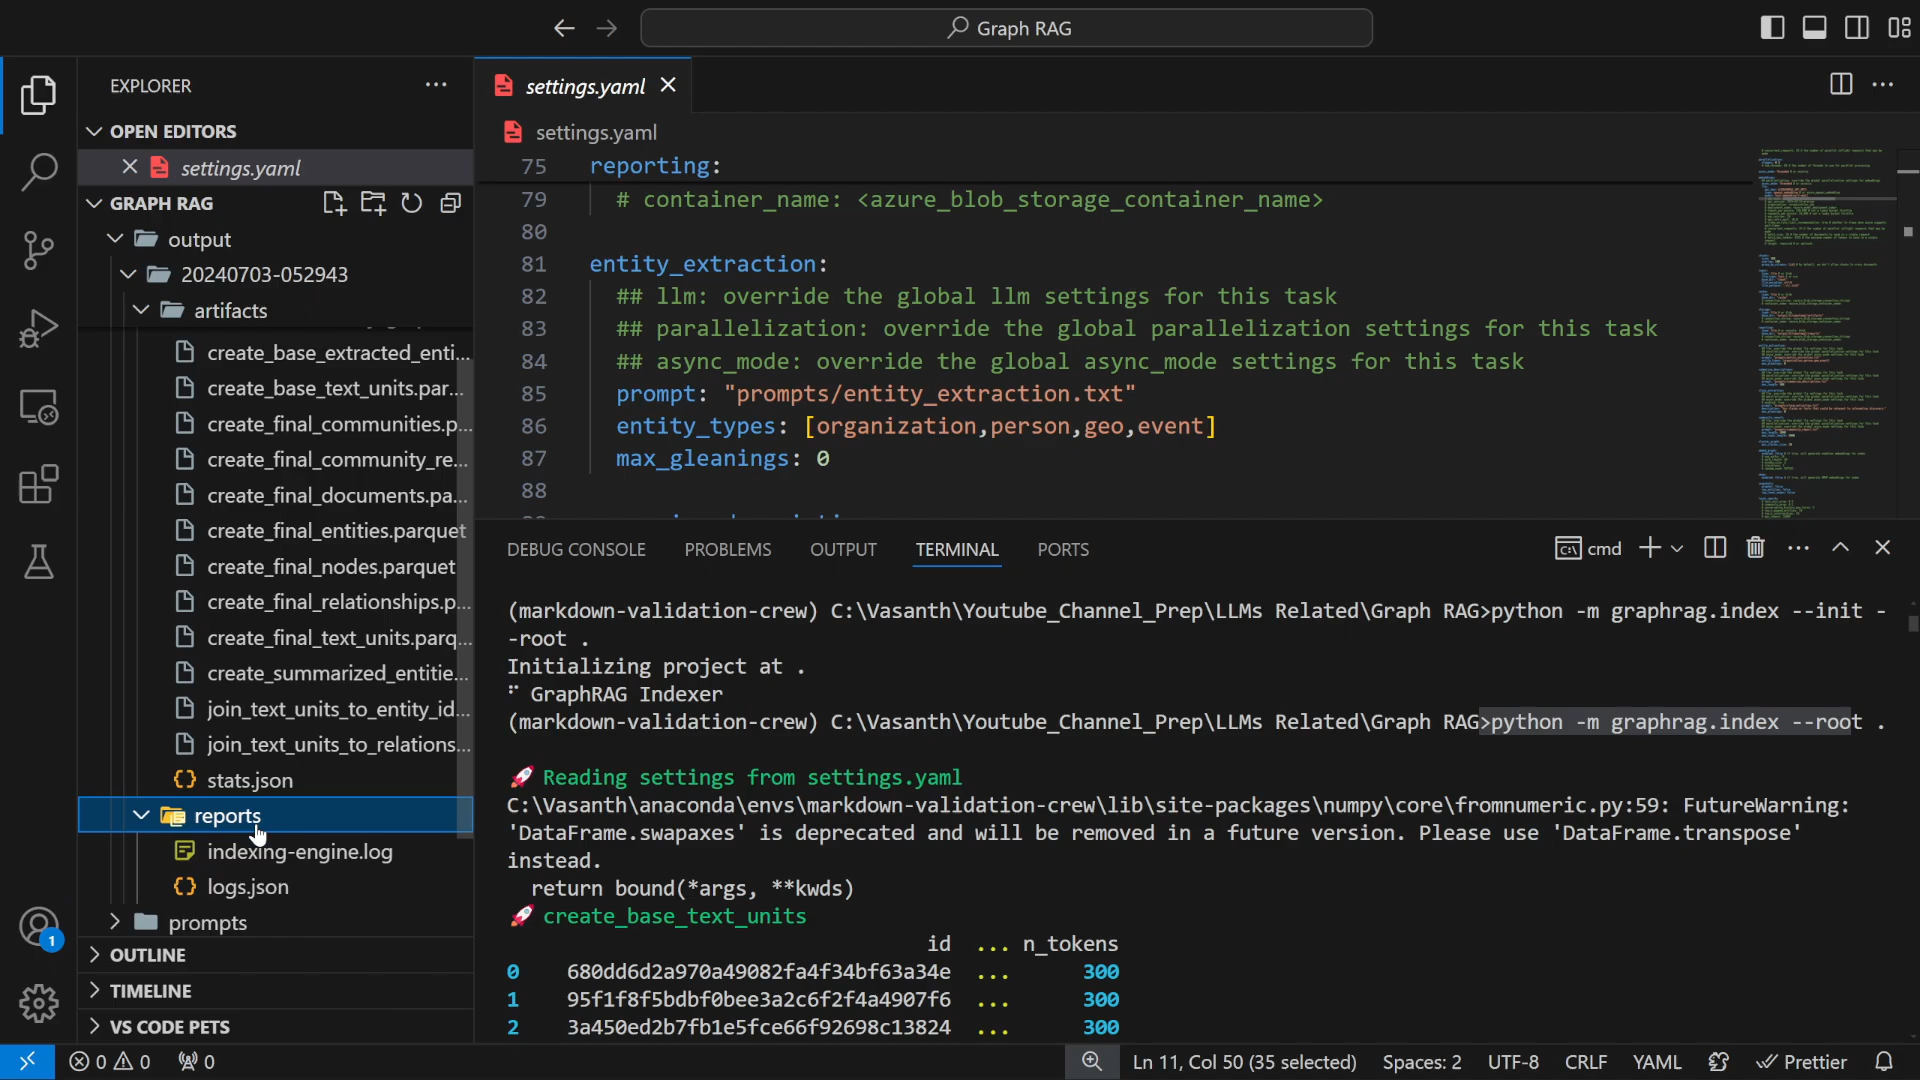 Graph RAG
EXPLORER
OPEN EDITORS
settings.yaml
GRAPH RAG
output
20240703-052943
artifacts
create_base_extracted_enti...
create_base_text_units.par...
create_final_communities.p...
create_final_community_re...
create_final_documents.pa...
create_final_entities.parquet
create_final_nodes.parquet
create_final_relationships.p...
create_final_text_units.parq...
create_summarized_entitie...
join_text_units_to_entity_id...
join_text_units_to_relations...
stats.json
reports
indexing-engine.log
logs.json
prompts
OUTLINE
TIMELINE
VS CODE PETS
settings.yaml
settings.yaml
75 reporting:
79 # container_name: <azure_blob_storage_container_name>
80
81 entity_extraction:
82 ## llm: override the global llm settings for this task
83 ## parallelization: override the global parallelization settings for this task
84 ## async_mode: override the global async_mode settings for this task
85 prompt: "prompts/entity_extraction.txt"
86 entity_types: [organization,person,geo,event]
87 max_gleanings: 0
88
DEBUG CONSOLE PROBLEMS OUTPUT TERMINAL PORTS
cmd
(markdown-validation-crew) C:\Vasanth\Youtube_Channel_Prep\LLMs Related\Graph RAG>python -m graphrag.index --init -
-root .
Initializing project at .
GraphRAG Indexer
(markdown-validation-crew) C:\Vasanth\Youtube_Channel_Prep\LLMs Related\Graph RAG>python -m graphrag.index --root .
🚀 Reading settings from settings.yaml
C:\Vasanth\anaconda\envs\markdown-validation-crew\lib\site-packages\numpy\core\fromnumeric.py:59: FutureWarning:
'DataFrame.swapaxes' is deprecated and will be removed in a future version. Please use 'DataFrame.transpose'
instead.
return bound(*args, **kwds)
🚀 create_base_text_units
id ... n_tokens
0 680dd6d2a970a49082fa4f34bf63a34e ... 300
1 95f1f8f5bdbf0bee3a2c6f2f4a4907f6 ... 300
2 3a450ed2b7fb1e5fce66f92698c13824 ... 300
1
0 0 0
Ln 11, Col 50 (35 selected) Spaces: 2 UTF-8 CRLF YAML Prettier